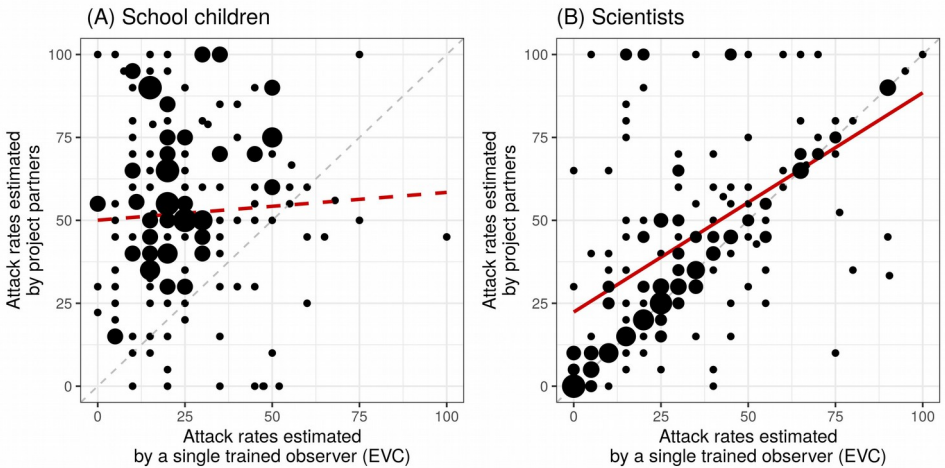 (A) School children
100
75
50
25
0
0 25 50 75 100
Attack rates estimated
by project partners
Attack rates estimated
by a single trained observer (EVC)
(B) Scientists
100
75
50
25
0
0 25 50 75 100
Attack rates estimated
by project partners
Attack rates estimated
by a single trained observer (EVC)